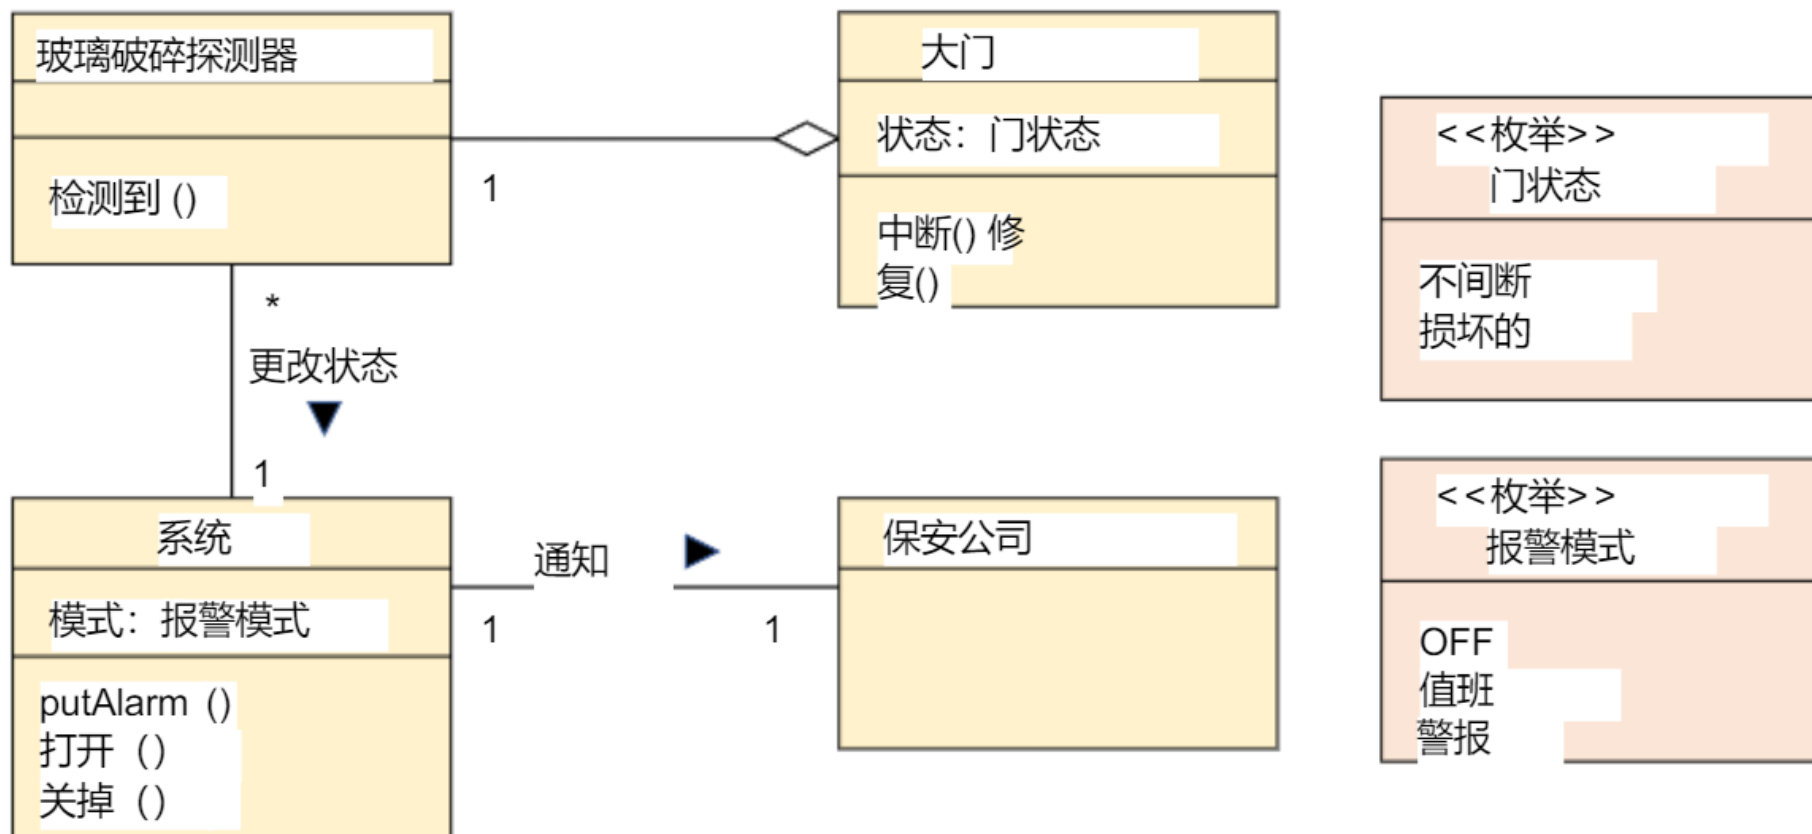 玻璃破碎探测器
检测到 ()
1
大门
状态：门状态
中断() 修
复()
<<枚举>>
门状态
不间断
损坏的
*
更改状态
1
系统
模式：报警模式
putAlarm ()
打开 ()
关掉 ()
通知
1
1
保安公司
<<枚举>>
报警模式
OFF
值班
警报